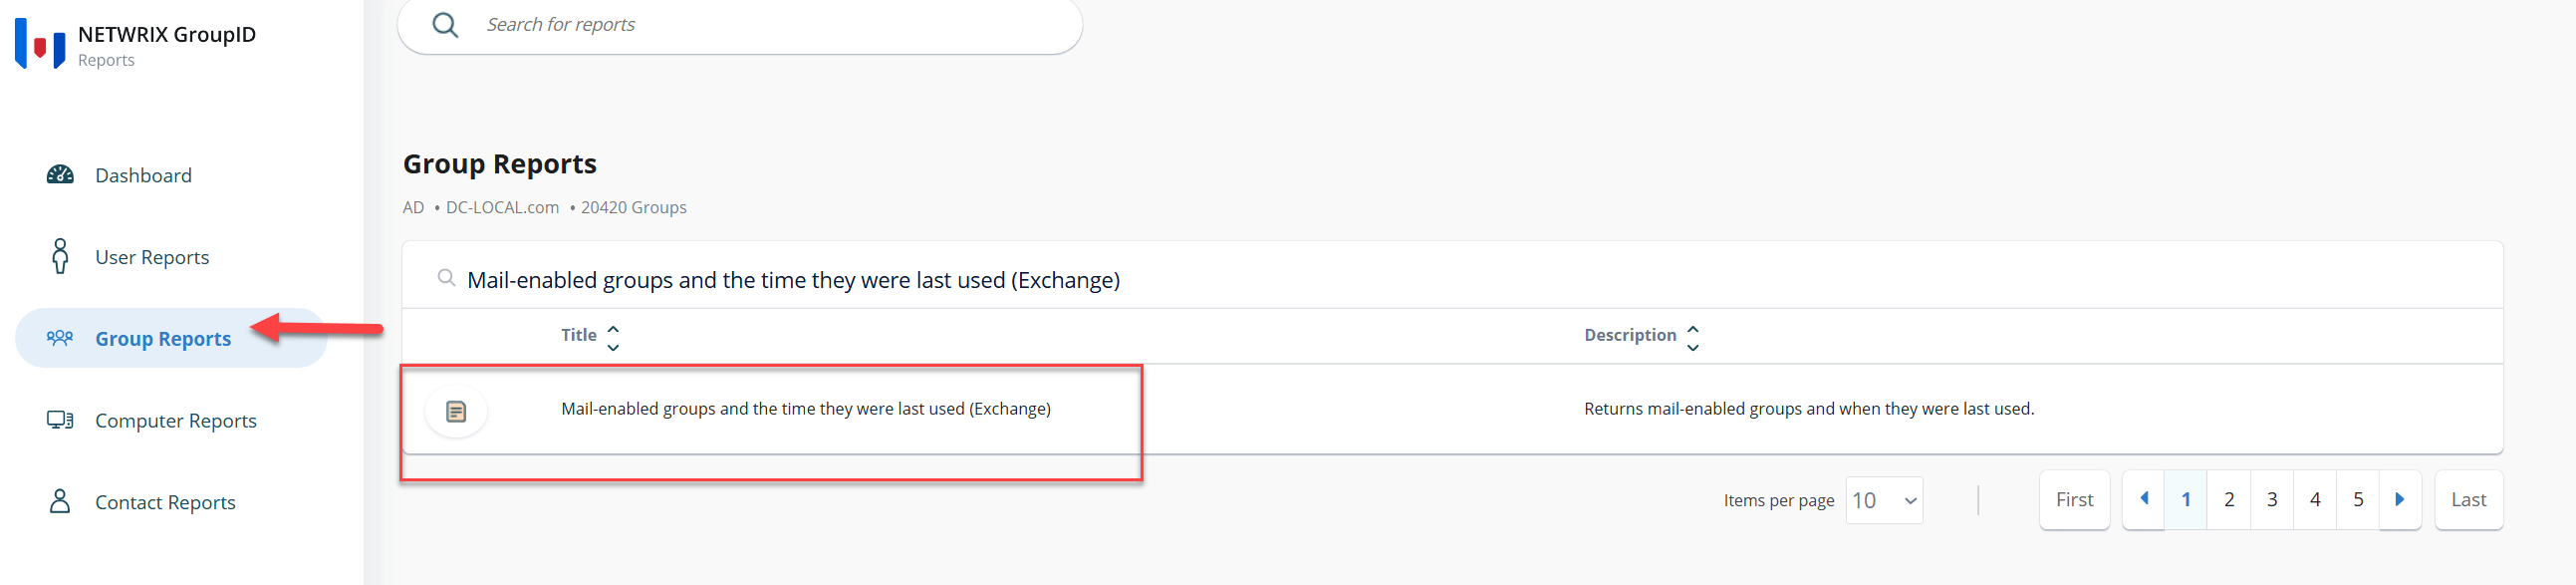 NETWRIX GroupID
Reports
Search for reports
Dashboard
User Reports
Group Reports
Computer Reports
Contact Reports
Group Reports
AD • DC-LOCAL.com • 20420 Groups
Mail-enabled groups and the time they were last used (Exchange)
Title Description
Mail-enabled groups and the time they were last used (Exchange) Returns mail-enabled groups and when they were last used.
Items per page 10 First 1 2 3 4 5 Last